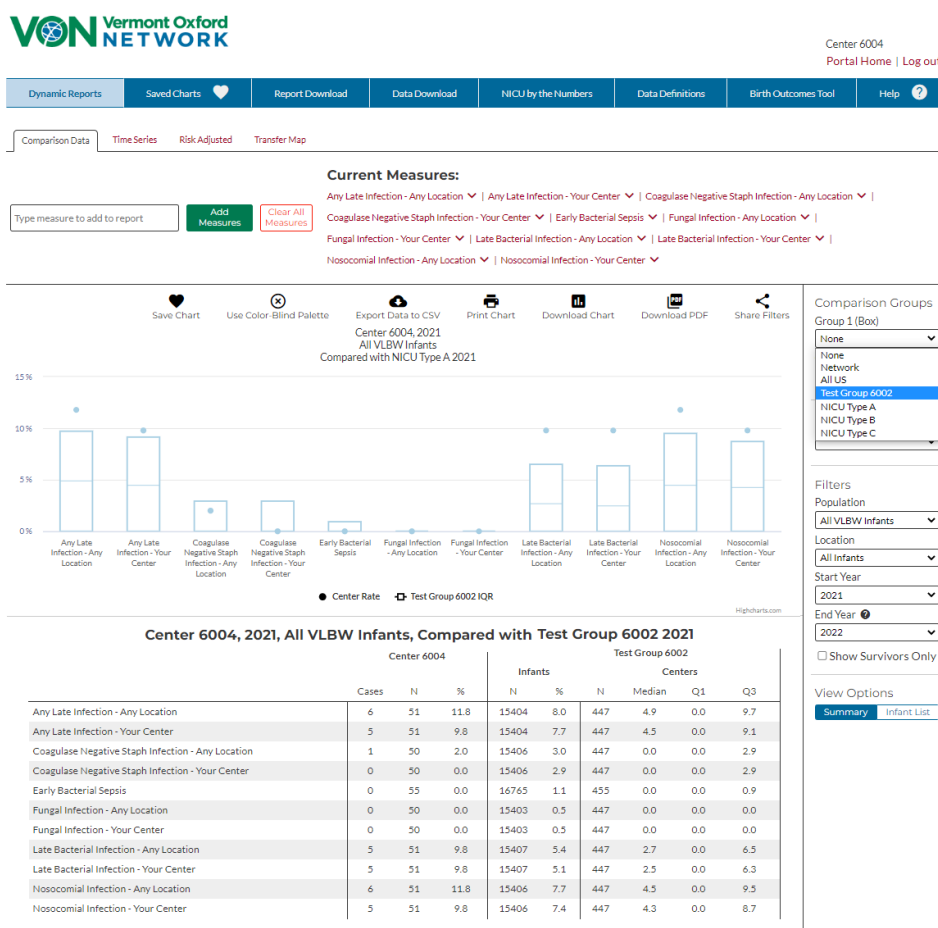 VON Vermont Oxford NETWORK
Center 6004
Portal Home | Log out
Dynamic Reports Saved Charts Report Download Data Download NICU by the Numbers Data Definitions Birth Outcomes Tool Help ?
Comparison Data Time Series Risk Adjusted Transfer Map
Current Measures:
Any Late Infection - Any Location | Any Late Infection - Your Center | Coagulase Negative Staph Infection - Any Location |
Type measure to add to report Add Measures Clear All Measures
Coagulase Negative Staph Infection - Your Center | Early Bacterial Sepsis | Fungal Infection - Any Location |
Fungal Infection - Your Center | Late Bacterial Infection - Any Location | Late Bacterial Infection - Your Center |
Nosocomial Infection - Any Location | Nosocomial Infection - Your Center
Save Chart Use Color-Blind Palette Export Data to CSV Print Chart Download Chart PDF Download PDF Share Filters
Center 6004, 2021
All VLBW Infants
Compared with NICU Type A 2021
15%
10%
5%
0%
Any Late Infection - Any Location
Any Late Infection - Your Center
Coagulase Negative Staph Infection - Any Location
Coagulase Negative Staph Infection - Your Center
Early Bacterial Sepsis
Fungal Infection - Any Location
Fungal Infection - Your Center
Late Bacterial Infection - Any Location
Late Bacterial Infection - Your Center
Nosocomial Infection - Any Location
Nosocomial Infection - Your Center
Center Rate Test Group 6002 IQR
Highcharts.com
Comparison Groups
Group 1 (Box)
None
None
Network
All US
Test Group 6002
NICU Type A
NICU Type B
NICU Type C
Filters
Population
All VLBW Infants
Location
All Infants
Start Year
2021
End Year ?
2022
Show Survivors Only
View Options
Summary Infant List
Center 6004, 2021, All VLBW Infants, Compared with Test Group 6002 2021
Center 6004 Test Group 6002
Infants Centers
Cases N % N % N Median Q1 Q3
Any Late Infection - Any Location 6 51 11.8 15404 8.0 447 4.9 0.0 9.7
Any Late Infection - Your Center 5 51 9.8 15404 7.7 447 4.5 0.0 9.1
Coagulase Negative Staph Infection - Any Location 1 50 2.0 15406 3.0 447 0.0 0.0 2.9
Coagulase Negative Staph Infection - Your Center 0 50 0.0 15406 2.9 447 0.0 0.0 2.9
Early Bacterial Sepsis 0 55 0.0 16765 1.1 455 0.0 0.0 0.9
Fungal Infection - Any Location 0 50 0.0 15403 0.5 447 0.0 0.0 0.0
Fungal Infection - Your Center 0 50 0.0 15403 0.5 447 0.0 0.0 0.0
Late Bacterial Infection - Any Location 5 51 9.8 15407 5.4 447 2.7 0.0 6.5
Late Bacterial Infection - Your Center 5 51 9.8 15407 5.1 447 2.5 0.0 6.3
Nosocomial Infection - Any Location 6 51 11.8 15406 7.7 447 4.5 0.0 9.5
Nosocomial Infection - Your Center 5 51 9.8 15406 7.4 447 4.3 0.0 8.7